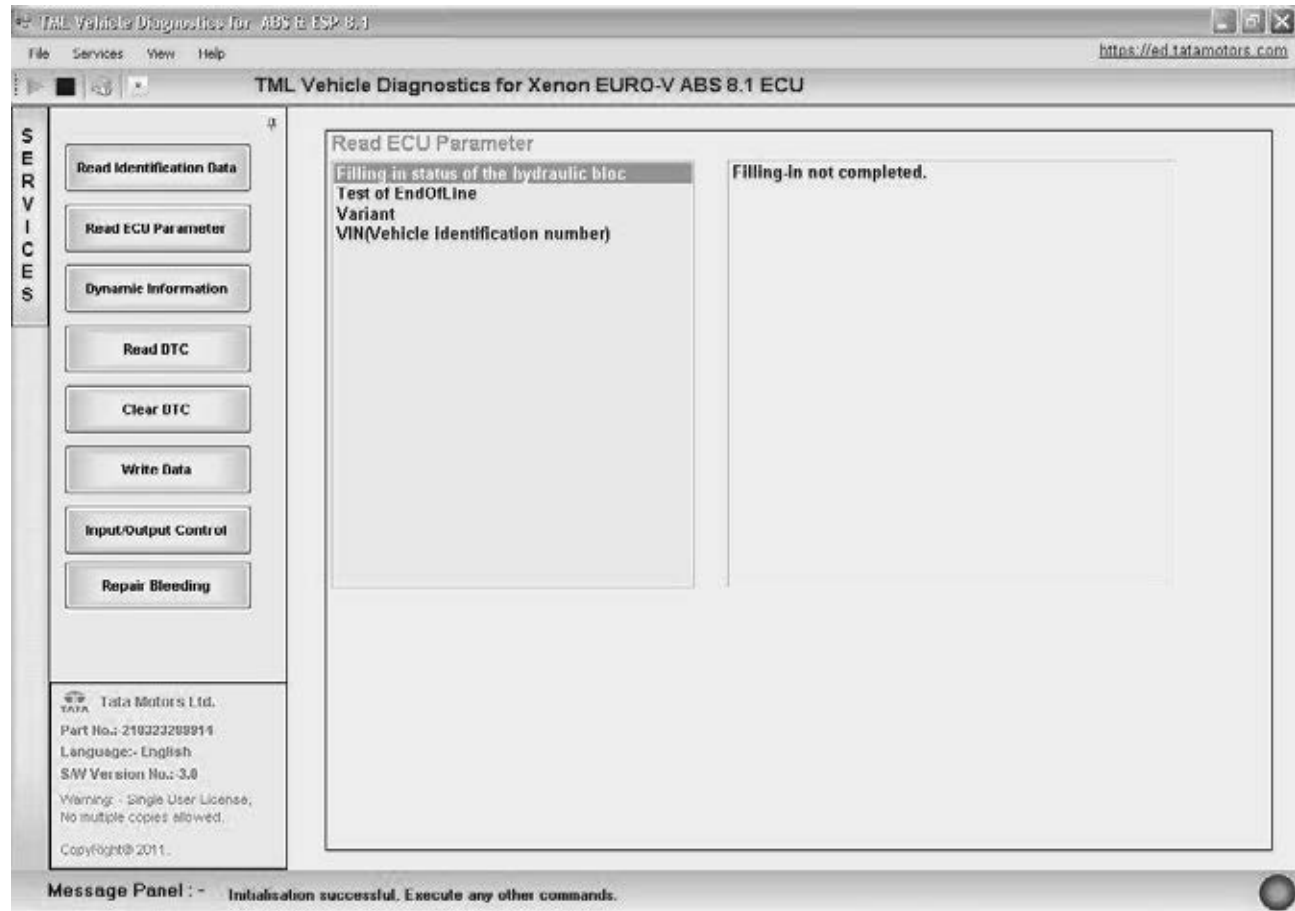 TML Vehicle Diagnostics for ABS & ESP 8.1
File Services View Help
https://ed.tatamotors.com
TML Vehicle Diagnostics for Xenon EURO-V ABS 8.1 ECU
SERVICES
Read Identification Data
Read ECU Parameter
Dynamic Information
Read DTC
Clear DTC
Write Data
Input/Output Control
Repair Bleeding
Read ECU Parameter
Filling in status of the hydraulic bloc
Test of EndOfLine
Variant
VIN(Vehicle Identification number)
Filling-in not completed.
TATA Tata Motors Ltd.
Part No.:
Language:- English
S/W Version No.:-3.0
Warning: - Single User License,
No multiple copies allowed.
CopyRight@ 2011.
Message Panel : - Initialisation successful. Execute any other commands.